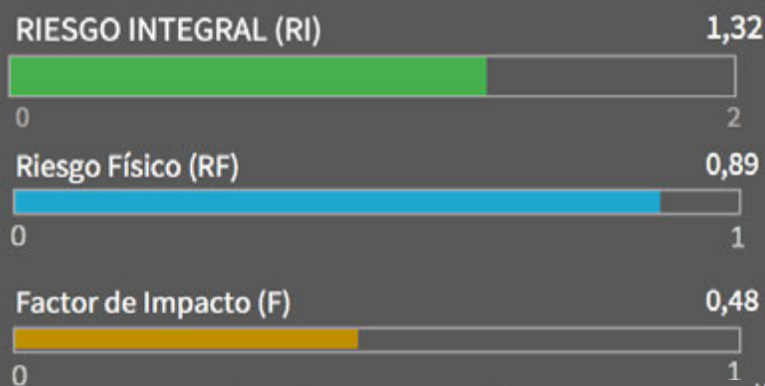 RIESGO INTEGRAL (RI) 1,32
0 2
Riesgo Físico (RF) 0,89
0 1
Factor de Impacto (F) 0,48
0 1